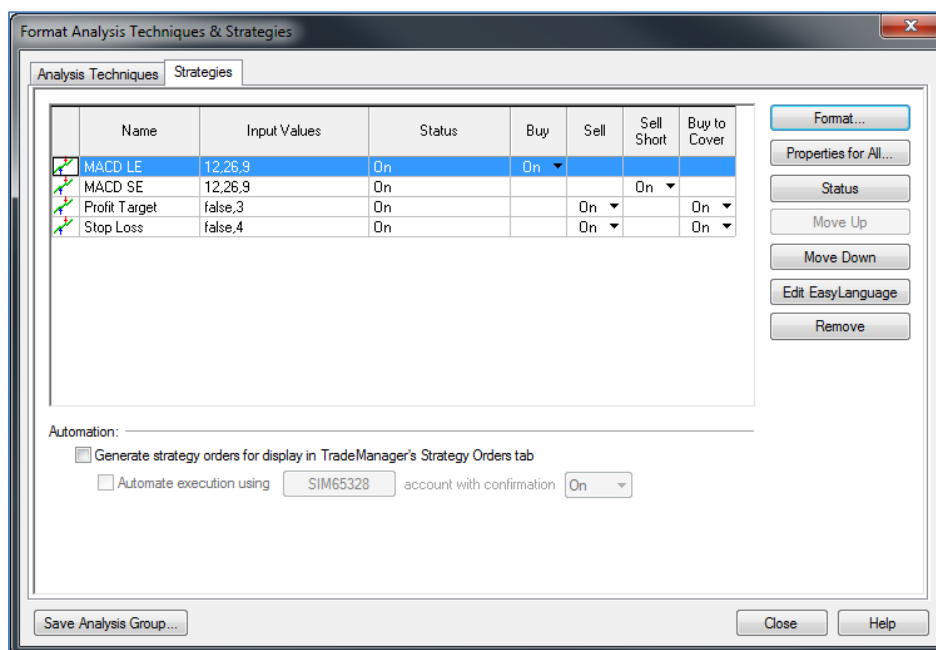 Format Analysis Techniques & Strategies
Analysis Techniques Strategies
Name Input Values Status Buy Sell Sell Short Buy to Cover
MACD LE 12,26,9 On On
MACD SE 12,26,9 On On
Profit Target false,3 On On On
Stop Loss false,4 On On On
Format...
Properties for All...
Status
Move Up
Move Down
Edit EasyLanguage
Remove
Automation:
Generate strategy orders for display in TradeManager's Strategy Orders tab
Automate execution using SIM65328 account with confirmation On
Save Analysis Group... Close Help